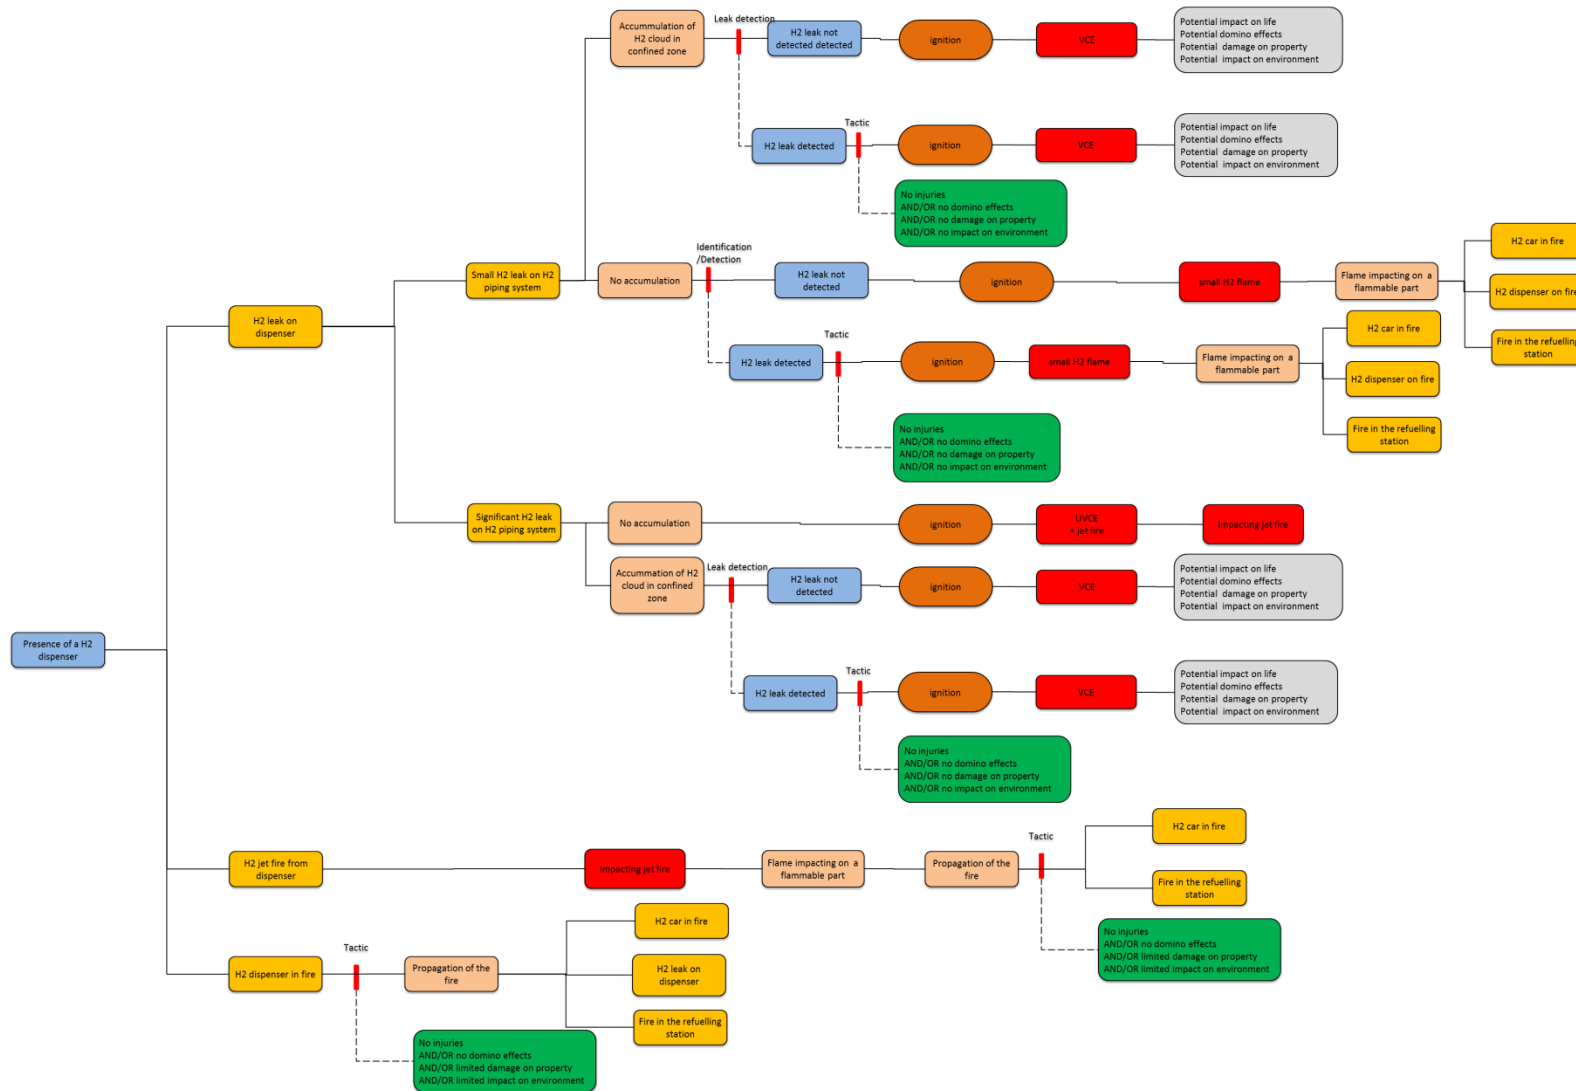 Accummulation of
H2 cloud in
confined zone
Leak detection
H2 leak not
detected detected
ignition
VCE
Potential impact on life
Potential domino effects
Potential  damage on property
Potential  impact on environment
H2 leak detected
Tactic
ignition
VCE
Potential impact on life
Potential domino effects
Potential  damage on property
Potential  impact on environment
No injuries
AND/OR no domino effects
AND/OR no damage on property
AND/OR no impact on environment
Small H2 leak on H2
piping system
No accumulation
Identification
/Detection
H2 leak not
detected
ignition
small H2 flame
Flame impacting on  a
flammable part
H2 car in fire
H2 dispenser on fire
Fire in the refuelling
station
H2 leak on
dispenser
H2 leak detected
Tactic
ignition
small H2 flame
Flame impacting on  a
flammable part
H2 car in fire
H2 dispenser on fire
Fire in the refuelling
station
No injuries
AND/OR no domino effects
AND/OR no damage on property
AND/OR no impact on environment
Significant H2 leak
on H2 piping system
No accumulation
ignition
UVCE
+ jet fire
Impacting jet fire
Accummation of H2
cloud in confined
zone
Leak detection
H2 leak not
detected
ignition
VCE
Potential impact on life
Potential domino effects
Potential  damage on property
Potential  impact on environment
Presence of a H2
dispenser
H2 leak detected
Tactic
ignition
VCE
Potential impact on life
Potential domino effects
Potential  damage on property
Potential  impact on environment
No injuries
AND/OR no domino effects
AND/OR no damage on property
AND/OR no impact on environment
H2 jet fire from
dispenser
Impecting jet fire
Flame impacting on  a
flammable part
Propagation of the
fire
Tactic
H2 car in fire
Fire in the refuelling
station
No injuries
AND/OR no domino effects
AND/OR limited damage on property
AND/OR limited impact on environment
H2 dispenser in fire
Tactic
Propagation of the
fire
H2 car in fire
H2 leak on
dispenser
Fire in the refuelling
station
No injuries
AND/OR no domino effects
AND/OR limited damage on property
AND/OR limited impact on environment